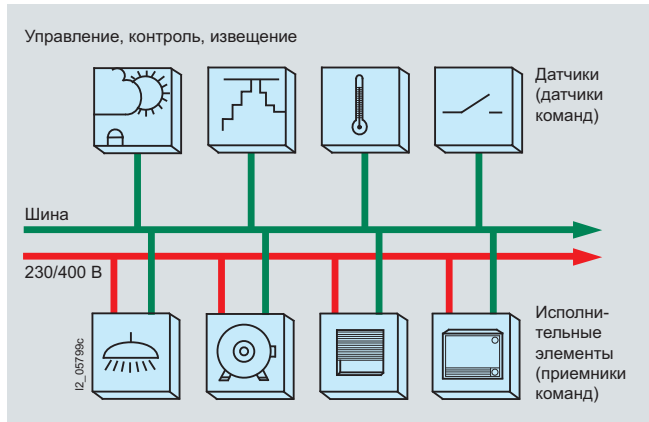 Управление, контроль, извещение
Датчики
(датчики
команд)
Шина
230/400 В
I2_05799c
Исполни-
тельные
элементы
(приемники
команд)